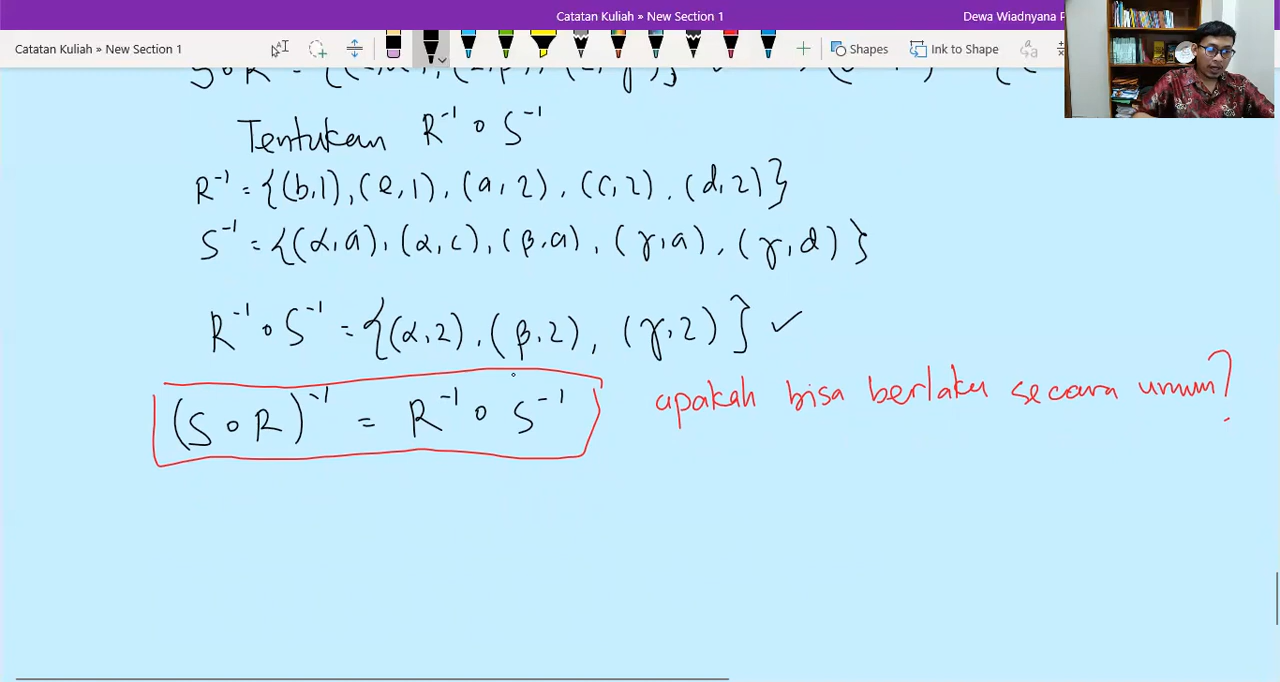 Catatan Kuliah » New Section 1
Dewa Wiadnyana
Catatan Kuliah » New Section 1
Shapes
Ink to Shape
Tentukan R⁻¹ ∘ S⁻¹
R⁻¹ = {(b,1), (e,1), (a,2), (c,2), (d,2)}
S⁻¹ = {(α,a), (α,c), (β,a), (γ,a), (γ,d)}
R⁻¹ ∘ S⁻¹ = {(α,2), (β,2), (γ,2)} ✓
(S ∘ R)⁻¹ = R⁻¹ ∘ S⁻¹
apakah bisa berlaku secara umum?